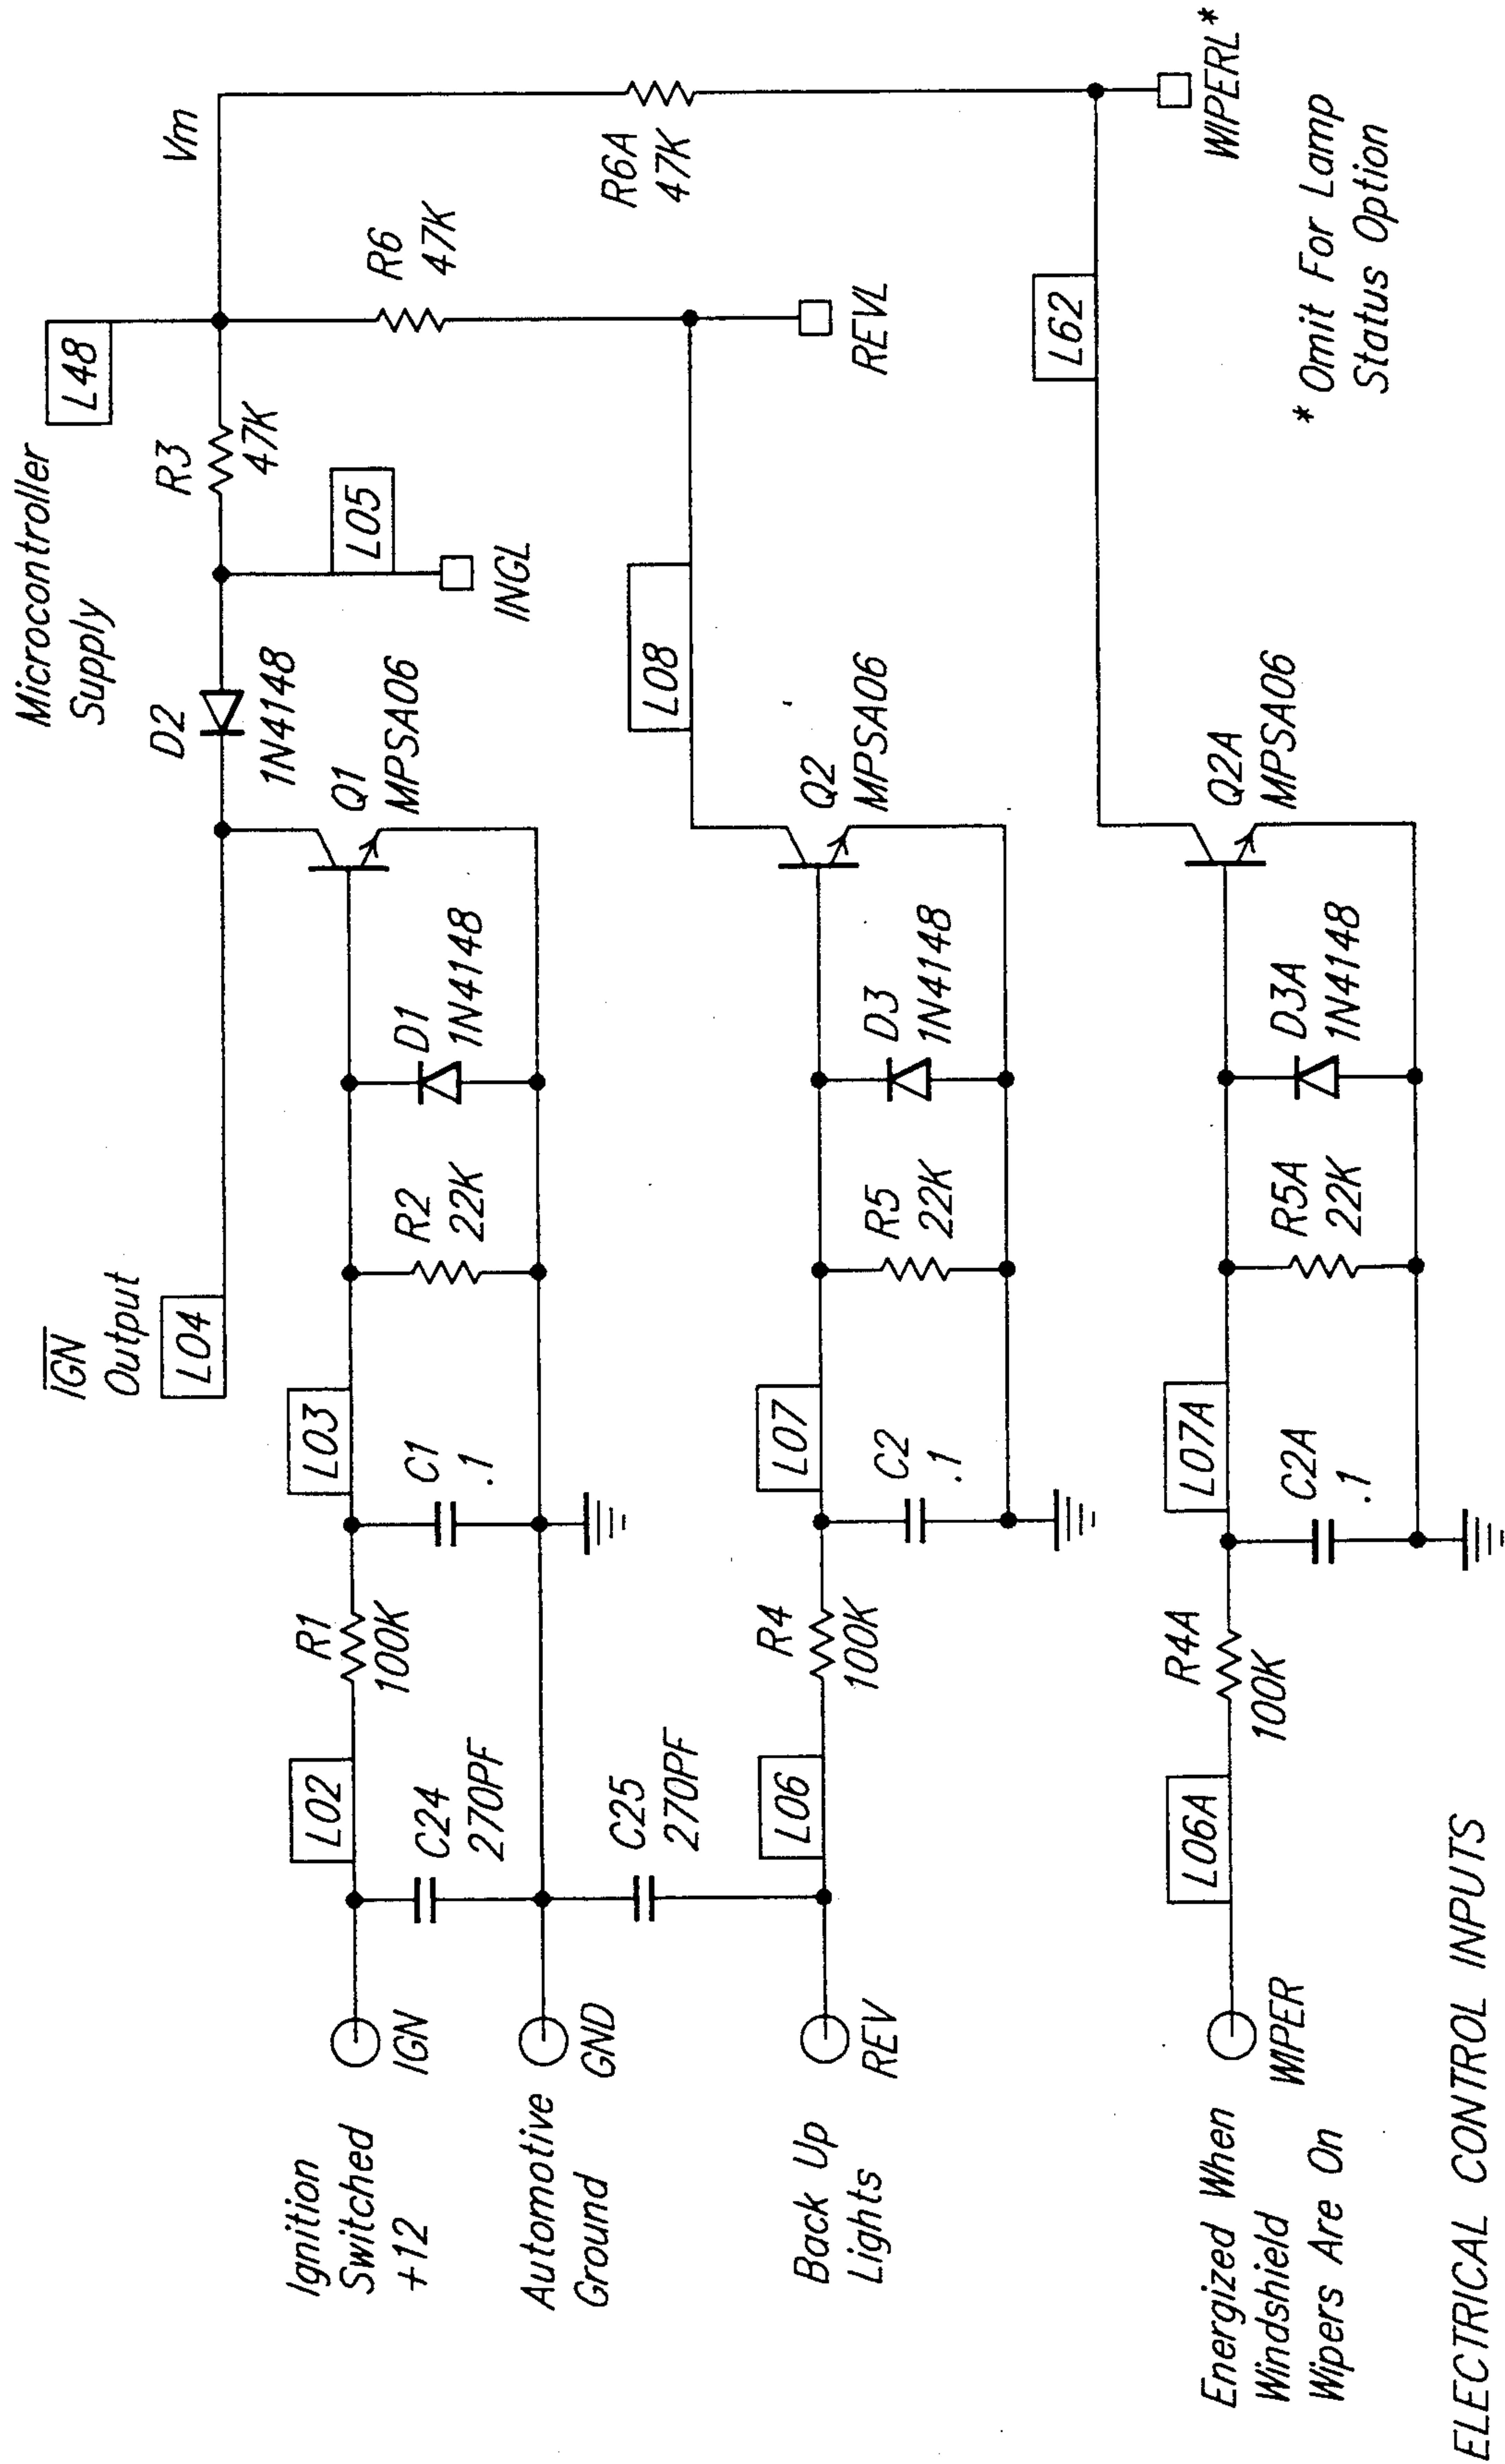 Microcontroller
Supply
L48
Vm
IGN
Output
L04
D2
1N4148
R3
47K
L05
INGL
R6
47K
R6A
47K
Ignition
Switched
+12
IGN
L02
R1
100K
L03
C24
270PF
C1
.1
R2
22K
D1
1N4148
Q1
MPSA06
Automotive
Ground
GND
C25
270PF
L08
REVL
Back Up
Lights
REV
L06
R4
100K
L07
C2
.1
R5
22K
D3
1N4148
Q2
MPSA06
L62
WIPERL*
Energized When
Windshield
Wipers Are On
WIPER
L06A
R4A
100K
L07A
C2A
.1
R5A
22K
D3A
1N4148
Q2A
MPSA06
* Omit For Lamp
Status Option
ELECTRICAL CONTROL INPUTS